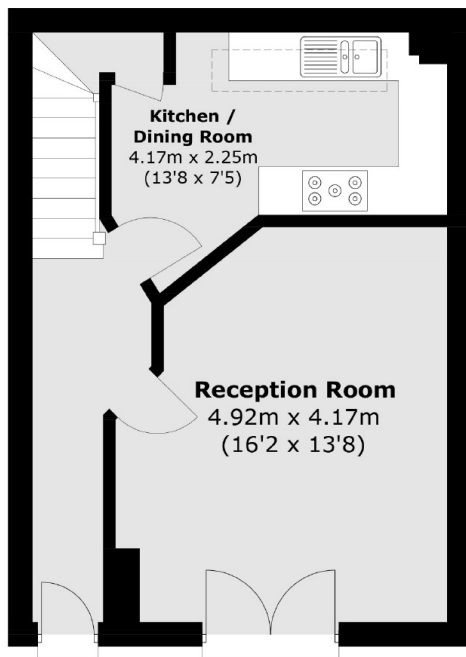 Kitchen /
Dining Room
4.17m x 2.25m
(13'8 x 7'5)
Reception Room
4.92m x 4.17m
(16'2 x 13'8)